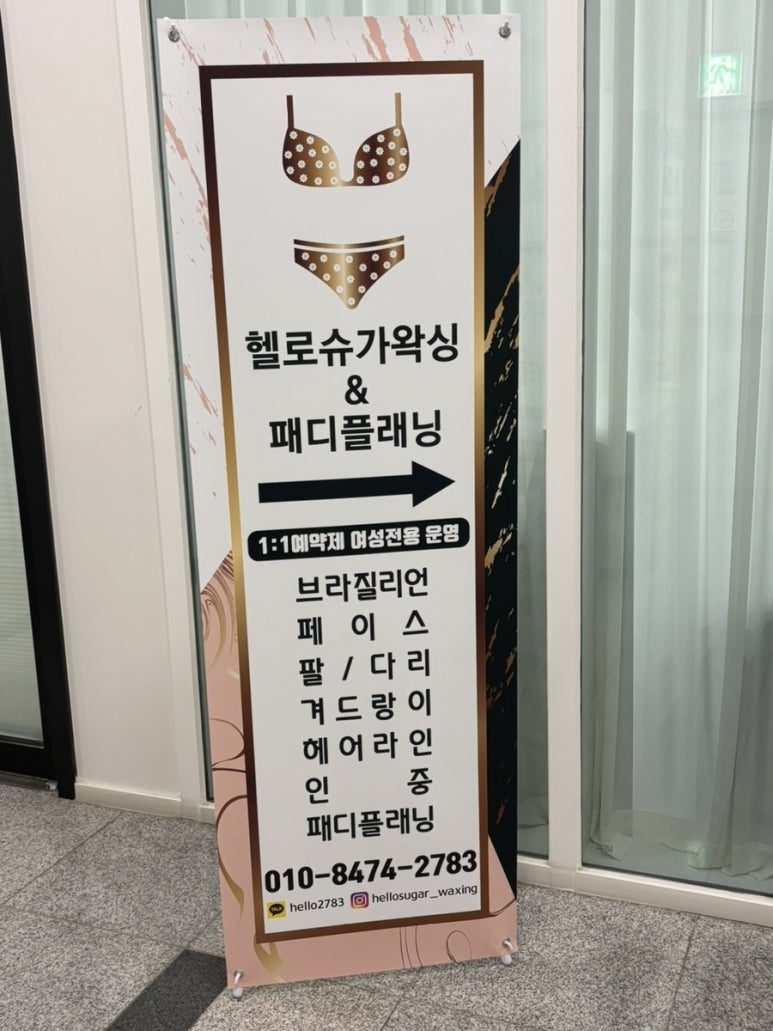 헬로슈가왁싱
&
패디플래닝
1:1예약제 여성전용 운영
브라질리언
페이스
팔/다리
겨드랑이
헤어라인
인중
패디플래닝
010-8474-2783
TALK hello2783 hellosugar_waxing